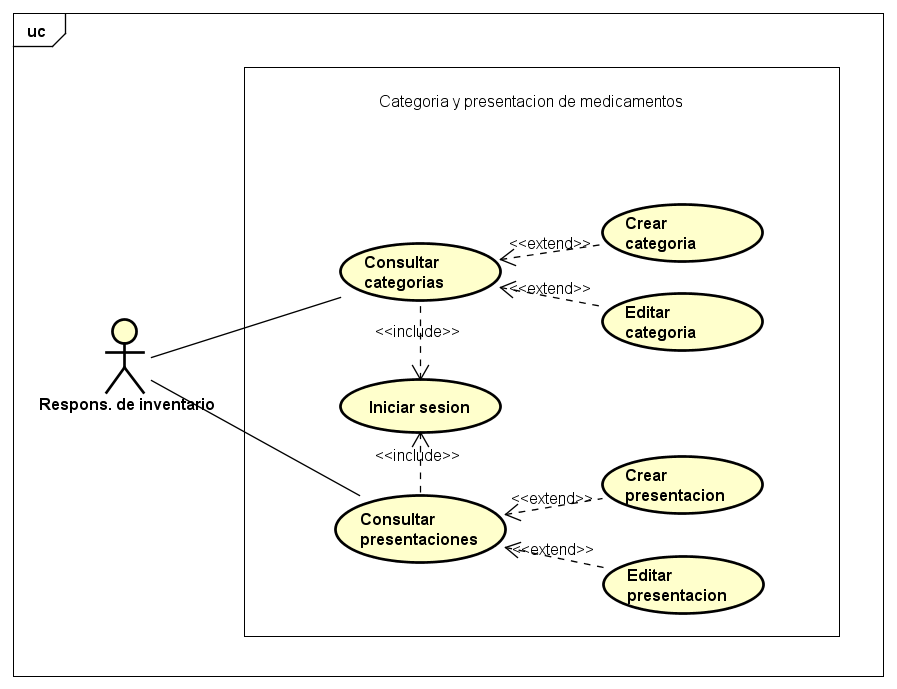 uc
Categoria y presentacion de medicamentos
Crear
categoria
<<extend>>
Consultar
categorias
<<extend>>
Editar
categoria
<<include>>
Respons. de inventario
Iniciar sesion
<<include>>
Crear
presentacion
<<extend>>
Consultar
presentaciones
<<extend>>
Editar
presentacion